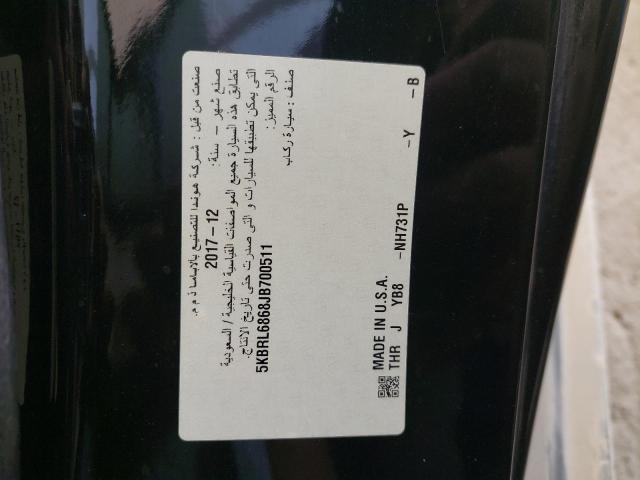 صنعت من قبل : شركة هوندا للتصنيع بالاباما ذ م م.
صنع شهر - سنة: 2017 – 12
تطابق هذه السيارة جميع المواصفات القياسية الخليجية / السعودية
التي يمكن تطبيقها للسيارات و التي صدرت حتى تاريخ الانتاج.
الرقم المميز: 5KBRL6868JB700511
صنف : سيارة ركاب
MADE IN U.S.A.
THR J YB8 -NH731P -Y -B